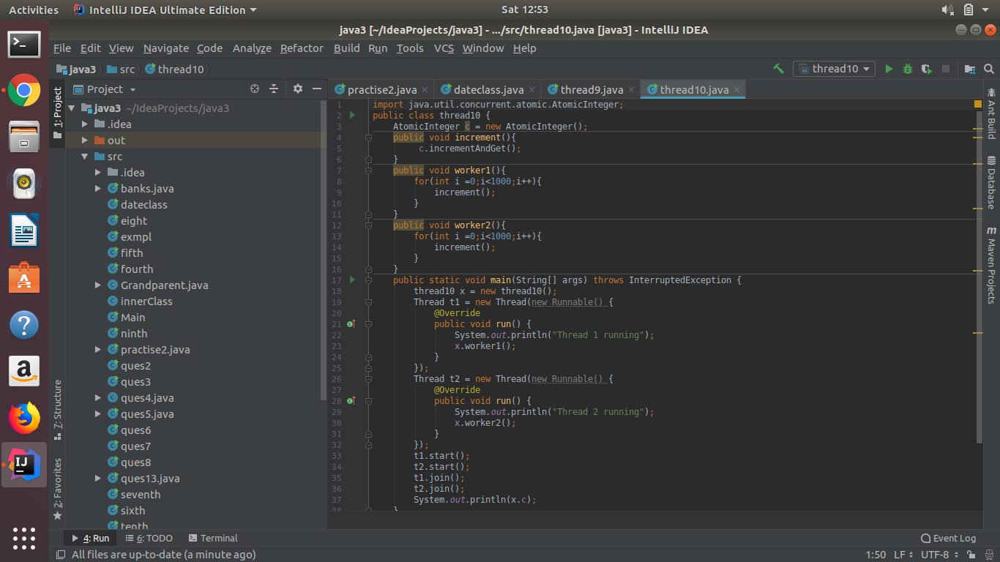 Activities IntelliJ IDEA Ultimate Edition Sat 12:53
java3 [~/IdeaProjects/java3] - .../src/thread10.java [java3] - IntelliJ IDEA
File Edit View Navigate Code Analyze Refactor Build Run Tools VCS Window Help
java3 src thread10 thread10
Project
practise2.java dateclass.java thread9.java thread10.java
1: Project
7: Structure
2: Favorites
java3 ~/IdeaProjects/java3
.idea
out
src
.idea
banks.java
dateclass
eight
exmpl
fifth
fourth
Grandparent.java
innerClass
Main
ninth
practise2.java
ques2
ques3
ques4.java
ques5.java
ques6
ques7
ques8
ques13.java
seventh
sixth
tenth
1 import java.util.concurrent.atomic.AtomicInteger;
2 public class thread10 {
3 AtomicInteger c = new AtomicInteger();
4 public void increment(){
5 c.incrementAndGet();
6 }
7 public void worker1(){
8 for(int i =0;i<1000;i++){
9 increment();
10 }
11 }
12 public void worker2(){
13 for(int i =0;i<1000;i++){
14 increment();
15 }
16 }
17 public static void main(String[] args) throws InterruptedException {
18 thread10 x = new thread10();
19 Thread t1 = new Thread(new Runnable() {
20 @Override
21 public void run() {
22 System.out.println("Thread 1 running");
23 x.worker1();
24 }
25 });
26 Thread t2 = new Thread(new Runnable() {
27 @Override
28 public void run() {
29 System.out.println("Thread 2 running");
30 x.worker2();
31 }
32 });
33 t1.start();
34 t2.start();
35 t1.join();
36 t2.join();
37 System.out.println(x.c);
38 }
Ant Build
Database
Maven Projects
4: Run 6: TODO Terminal Event Log
All files are up-to-date (a minute ago) 1:50 LF UTF-8